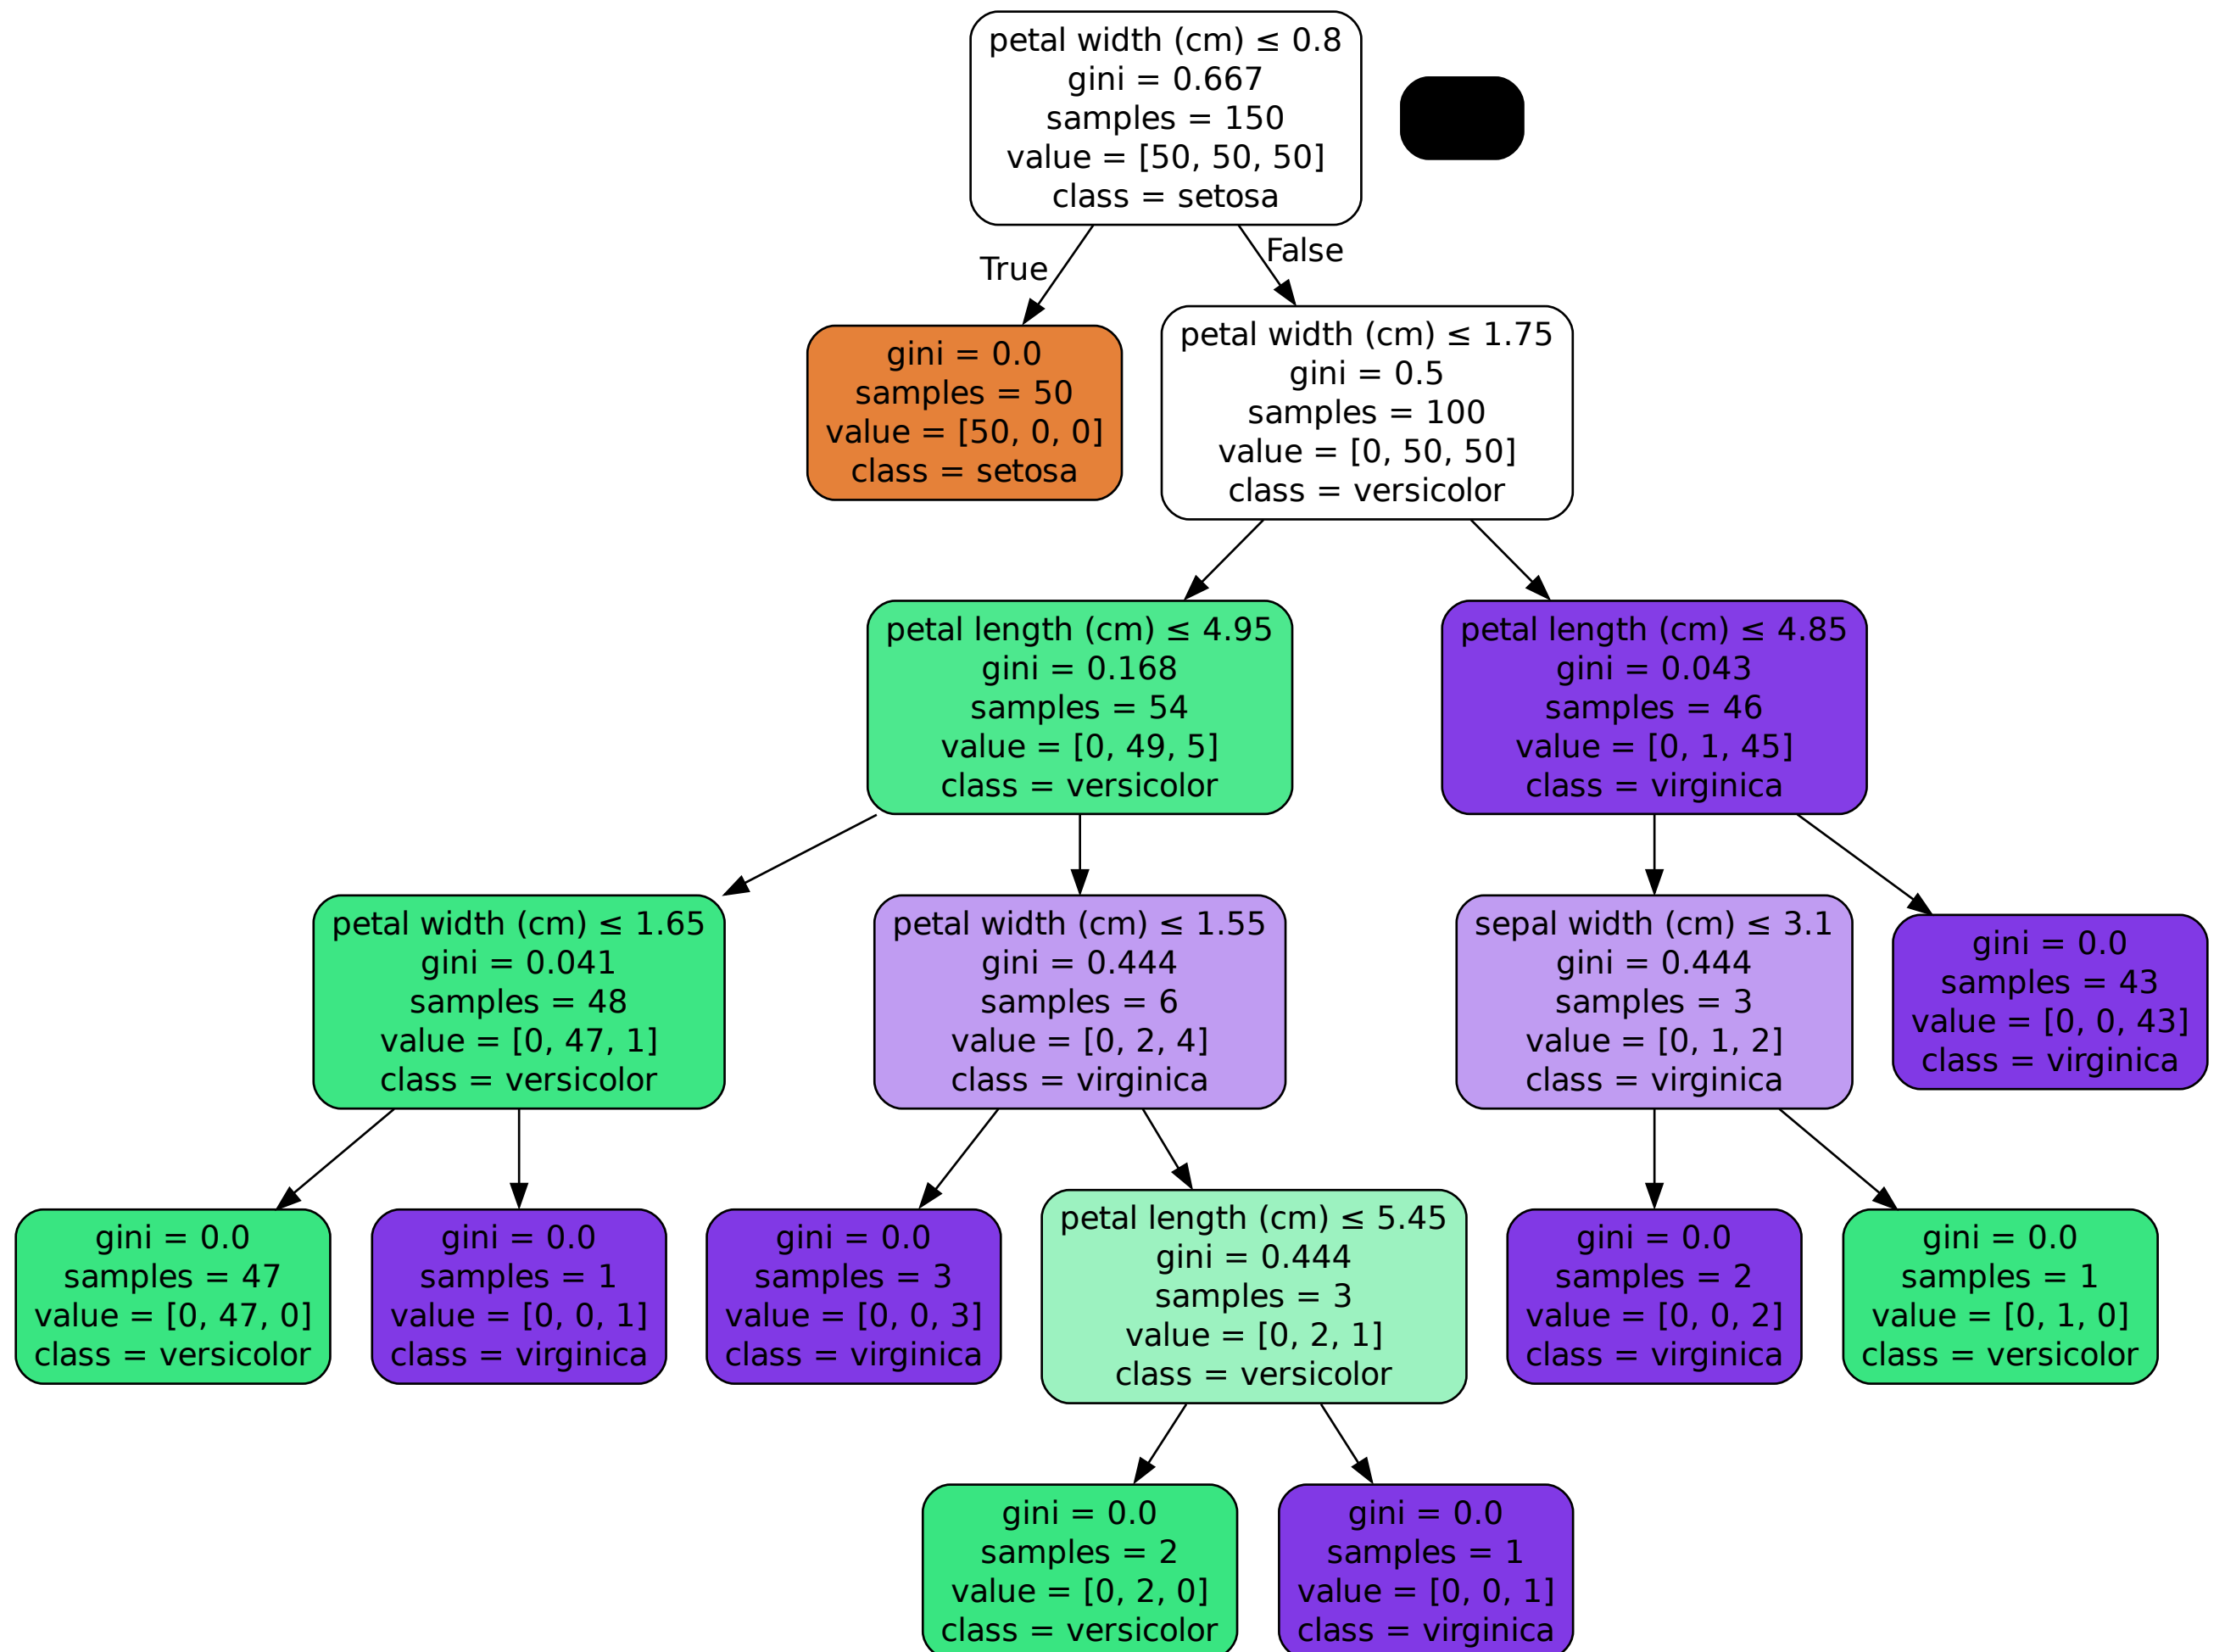 petal width (cm) ≤ 0.8
gini = 0.667
samples = 150
value = [50, 50, 50]
class = setosa
True
False
gini = 0.0
samples = 50
value = [50, 0, 0]
class = setosa
petal width (cm) ≤ 1.75
gini = 0.5
samples = 100
value = [0, 50, 50]
class = versicolor
petal length (cm) ≤ 4.95
gini = 0.168
samples = 54
value = [0, 49, 5]
class = versicolor
petal length (cm) ≤ 4.85
gini = 0.043
samples = 46
value = [0, 1, 45]
class = virginica
petal width (cm) ≤ 1.65
gini = 0.041
samples = 48
value = [0, 47, 1]
class = versicolor
petal width (cm) ≤ 1.55
gini = 0.444
samples = 6
value = [0, 2, 4]
class = virginica
sepal width (cm) ≤ 3.1
gini = 0.444
samples = 3
value = [0, 1, 2]
class = virginica
gini = 0.0
samples = 43
value = [0, 0, 43]
class = virginica
gini = 0.0
samples = 47
value = [0, 47, 0]
class = versicolor
gini = 0.0
samples = 1
value = [0, 0, 1]
class = virginica
gini = 0.0
samples = 3
value = [0, 0, 3]
class = virginica
petal length (cm) ≤ 5.45
gini = 0.444
samples = 3
value = [0, 2, 1]
class = versicolor
gini = 0.0
samples = 2
value = [0, 0, 2]
class = virginica
gini = 0.0
samples = 1
value = [0, 1, 0]
class = versicolor
gini = 0.0
samples = 2
value = [0, 2, 0]
class = versicolor
gini = 0.0
samples = 1
value = [0, 0, 1]
class = virginica